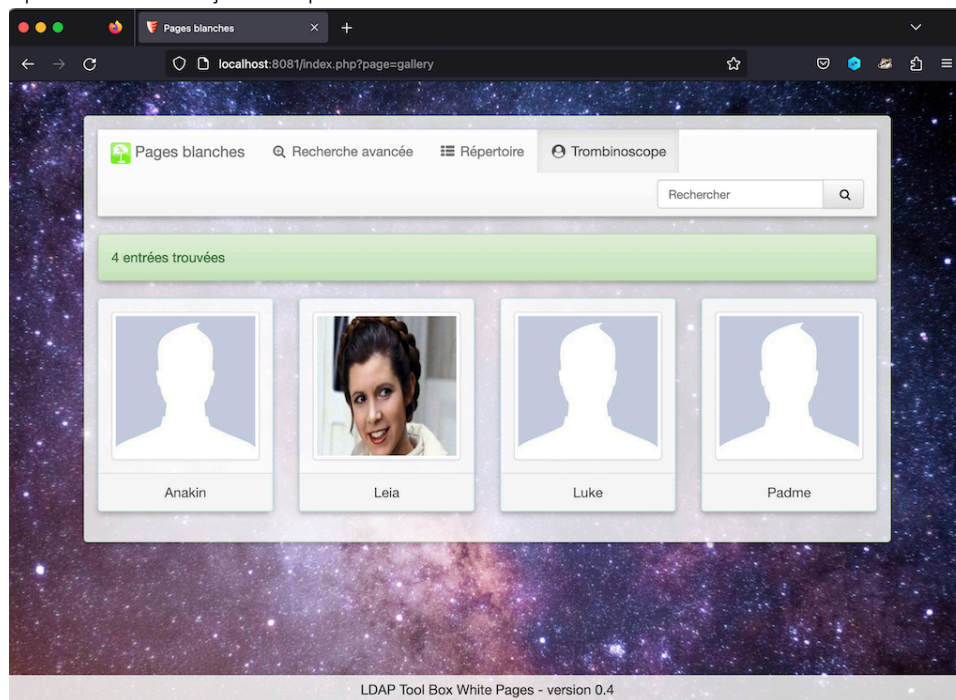 Pages blanches
localhost:8081/index.php?page=gallery
Pages blanches Recherche avancée Répertoire Trombinoscope
Rechercher
4 entrées trouvées
Anakin Leia Luke Padme
LDAP Tool Box White Pages - version 0.4